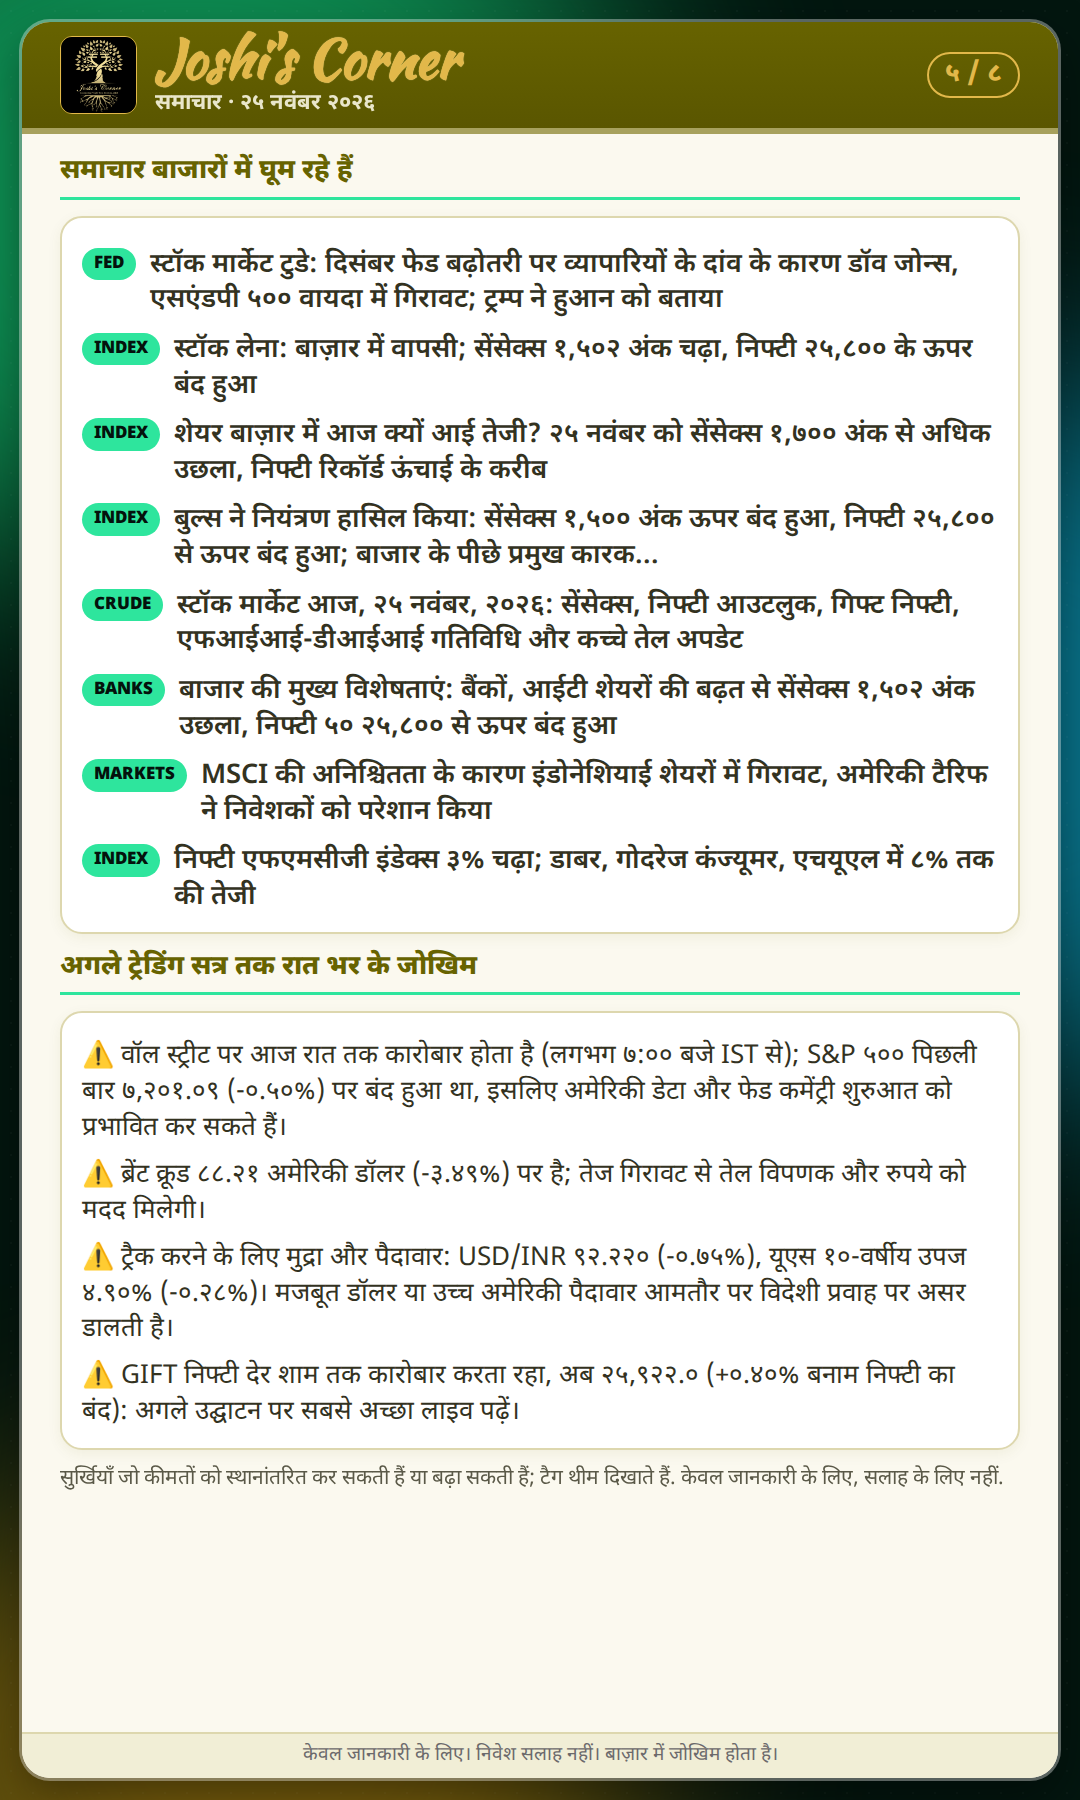 Joshi's Corner
समाचार · २५ नवंबर २०२६
५ / ८
समाचार बाजारों में घूम रहे हैं
FED स्टॉक मार्केट टुडे: दिसंबर फेड बढ़ोतरी पर व्यापारियों के दांव के कारण डॉव जोन्स,
एसएंडपी ५०० वायदा में गिरावट; ट्रम्प ने हुआन को बताया
INDEX स्टॉक लेना: बाज़ार में वापसी; सेंसेक्स १,५०२ अंक चढ़ा, निफ्टी २५,८०० के ऊपर
बंद हुआ
INDEX शेयर बाज़ार में आज क्यों आई तेजी? २५ नवंबर को सेंसेक्स १,७०० अंक से अधिक
उछला, निफ्टी रिकॉर्ड ऊंचाई के करीब
INDEX बुल्स ने नियंत्रण हासिल किया: सेंसेक्स १,५०० अंक ऊपर बंद हुआ, निफ्टी २५,८००
से ऊपर बंद हुआ; बाजार के पीछे प्रमुख कारक...
CRUDE स्टॉक मार्केट आज, २५ नवंबर, २०२६: सेंसेक्स, निफ्टी आउटलुक, गिफ्ट निफ्टी,
एफआईआई-डीआईआई गतिविधि और कच्चे तेल अपडेट
BANKS बाजार की मुख्य विशेषताएं: बैंकों, आईटी शेयरों की बढ़त से सेंसेक्स १,५०२ अंक
उछला, निफ्टी ५० २५,८०० से ऊपर बंद हुआ
MARKETS MSCI की अनिश्चितता के कारण इंडोनेशियाई शेयरों में गिरावट, अमेरिकी टैरिफ
ने निवेशकों को परेशान किया
INDEX निफ्टी एफएमसीजी इंडेक्स ३% चढ़ा; डाबर, गोदरेज कंज्यूमर, एचयूएल में ८% तक
की तेजी
अगले ट्रेडिंग सत्र तक रात भर के जोखिम
⚠️ वॉल स्ट्रीट पर आज रात तक कारोबार होता है (लगभग ७:०० बजे IST से); S&P ५०० पिछली
बार ७,२०१.०९ (-०.५०%) पर बंद हुआ था, इसलिए अमेरिकी डेटा और फेड कमेंट्री शुरुआत को
प्रभावित कर सकते हैं।
⚠️ ब्रेंट क्रूड ८८.२१ अमेरिकी डॉलर (-३.४९%) पर है; तेज गिरावट से तेल विपणक और रुपये को
मदद मिलेगी।
⚠️ ट्रैक करने के लिए मुद्रा और पैदावार: USD/INR ९२.२२० (-०.७५%), यूएस १०-वर्षीय उपज
४.९०% (-०.२८%)। मजबूत डॉलर या उच्च अमेरिकी पैदावार आमतौर पर विदेशी प्रवाह पर असर
डालती है।
⚠️ GIFT निफ्टी देर शाम तक कारोबार करता रहा, अब २५,९२२.० (+०.४०% बनाम निफ्टी का
बंद): अगले उद्घाटन पर सबसे अच्छा लाइव पढ़ें।
सुर्खियाँ जो कीमतों को स्थानांतरित कर सकती हैं या बढ़ा सकती हैं; टैग थीम दिखाते हैं. केवल जानकारी के लिए, सलाह के लिए नहीं.
केवल जानकारी के लिए। निवेश सलाह नहीं। बाज़ार में जोखिम होता है।